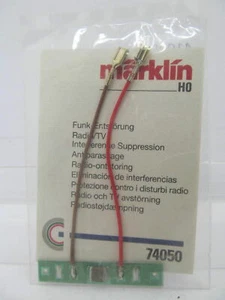 märklin
H0
Funk-Entstörung
Radio/TV
Interference Suppression
Antiparasitage
Radio-ontstoring
Eliminación de interferencias
Protezione contro i disturbi radio
Radio och TV avstörning
Radiostøjdæmpning
74050